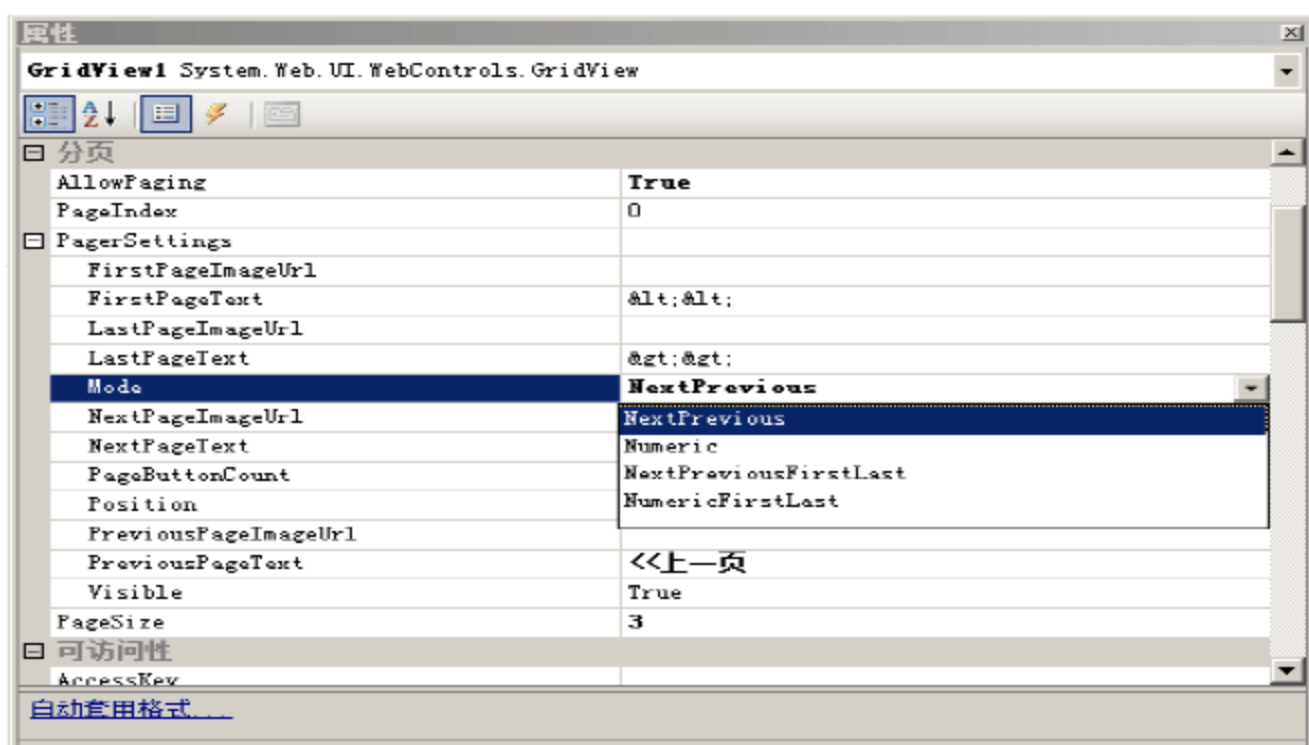 属性
GridView1 System.Web.UI.WebControls.GridView
分页
AllowPaging True
PageIndex 0
PagerSettings
FirstPageImageUrl
FirstPageText &lt;&lt;
LastPageImageUrl
LastPageText &gt;&gt;
Mode NextPrevious
NextPageImageUrl NextPrevious
NextPageText Numeric
PageButtonCount NextPreviousFirstLast
Position NumericFirstLast
PreviousPageImageUrl
PreviousPageText <<上一页
Visible True
PageSize 3
可访问性
AccessKey
自动套用格式...